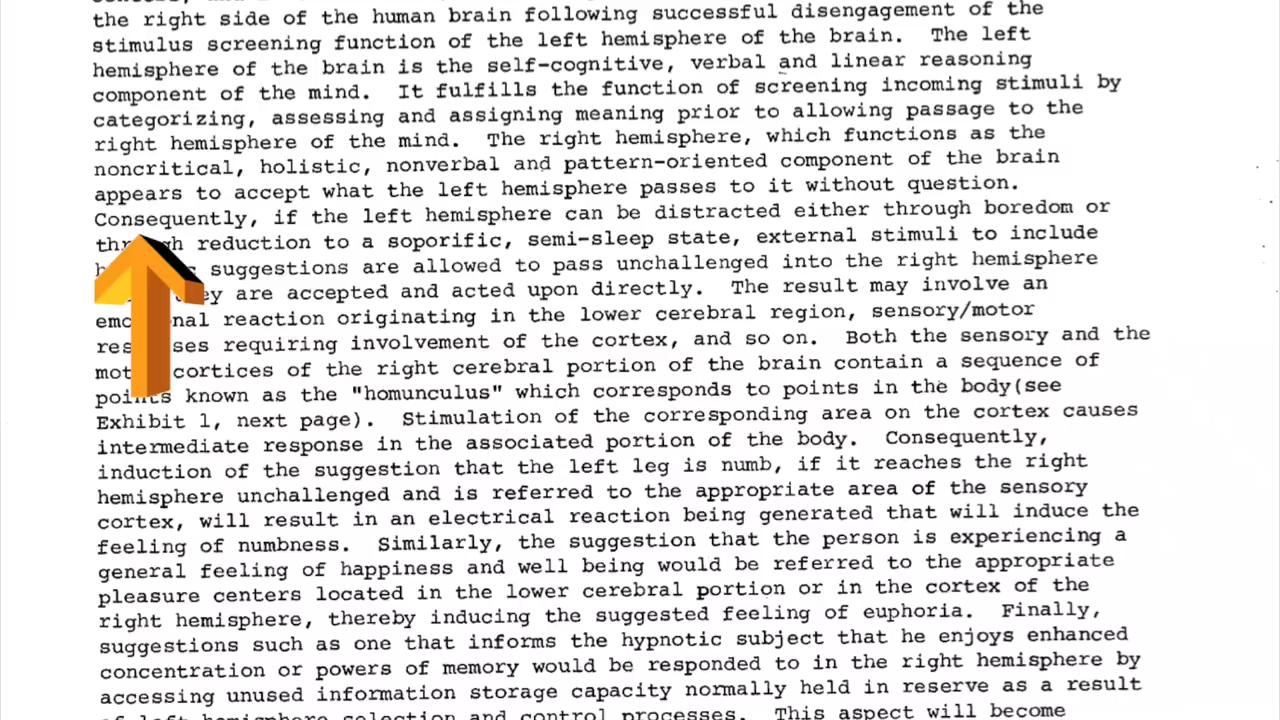 the right side of the human brain following successful disengagement of the
stimulus screening function of the left hemisphere of the brain. The left
hemisphere of the brain is the self-cognitive, verbal and linear reasoning
component of the mind. It fulfills the function of screening incoming stimuli by
categorizing, assessing and assigning meaning prior to allowing passage to the
right hemisphere of the mind. The right hemisphere, which functions as the
noncritical, holistic, nonverbal and pattern-oriented component of the brain
appears to accept what the left hemisphere passes to it without question.
Consequently, if the left hemisphere can be distracted either through boredom or
reduction to a soporific, semi-sleep state, external stimuli to include
suggestions are allowed to pass unchallenged into the right hemisphere
are accepted and acted upon directly. The result may involve an
reaction originating in the lower cerebral region, sensory/motor
requiring involvement of the cortex, and so on. Both the sensory and the
cortices of the right cerebral portion of the brain contain a sequence of
points known as the "homunculus" which corresponds to points in the body(see
Exhibit 1, next page). Stimulation of the corresponding area on the cortex causes
intermediate response in the associated portion of the body. Consequently,
induction of the suggestion that the left leg is numb, if it reaches the right
hemisphere unchallenged and is referred to the appropriate area of the sensory
cortex, will result in an electrical reaction being generated that will induce the
feeling of numbness. Similarly, the suggestion that the person is experiencing a
general feeling of happiness and well being would be referred to the appropriate
pleasure centers located in the lower cerebral portion or in the cortex of the
right hemisphere, thereby inducing the suggested feeling of euphoria. Finally,
suggestions such as one that informs the hypnotic subject that he enjoys enhanced
concentration or powers of memory would be responded to in the right hemisphere by
accessing unused information storage capacity normally held in reserve as a result
of left hemisphere selection and control processes. This aspect will become